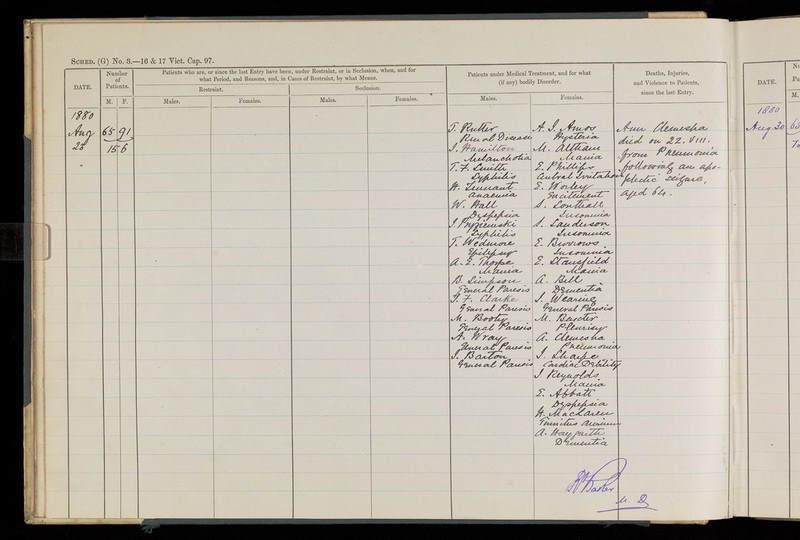 SCHED. (G) No. 3.—16 & 17 Vict. Cap. 97.
DATE.
Number of Patients.
M. F.
Patients who are, or since the last Entry have been, under Restraint, or in Seclusion, when, and for
what Period, and Reasons, and, in Cases of Restraint, by what Means.
Restraint.
Seclusion.
Males. Females. Males. Females.
Patients under Medical Treatment, and for what
(if any) bodily Disorder.
Males. Females.
Deaths, Injuries,
and Violence to Patients,
since the last Entry.
1880
Aug 65 91
23 156
T. Rutter
Renal Disease
J. Hamilton
Melancholia
T. F. Smith
Syphilis
H. Tennant
Anaemia
W. Hall
Dyspepsia
Syphilis
T. Wedmore
Epilepsy
A. E. Thorpe
Mania
B. Simpson
General Paresis
J. F. Clarke
General Paresis
M. Booty
General Paresis
A. Wray
General Paresis
J. Barton
General Paresis
A. J. Amos
Hysteria
M. Altham
Mania
E. Phillips
E. Worley
Excitement
S. Southall
Insomnia
S. Sanderson
Insomnia
E. Burrows
Insomnia
E. Stansfield
Mania
A. Bell
Dementia
J. Wearing
General Paresis
M. Baxter
Pleurisy
A. Clemesha
Pneumonia
J. Sharpe
Cardiac Debility
J. Reynolds
Mania
E. Abbatt
Dyspepsia
H. MacLaren
Tinnitus Aurium
A. Haygarth
Dementia
Ann Clemesha
died on 22. VIII.
from Pneumonia
following an apo-
plectic seizure,
aged 64.
R Baker
M. D.
DATE.
M.
1880
Aug 30